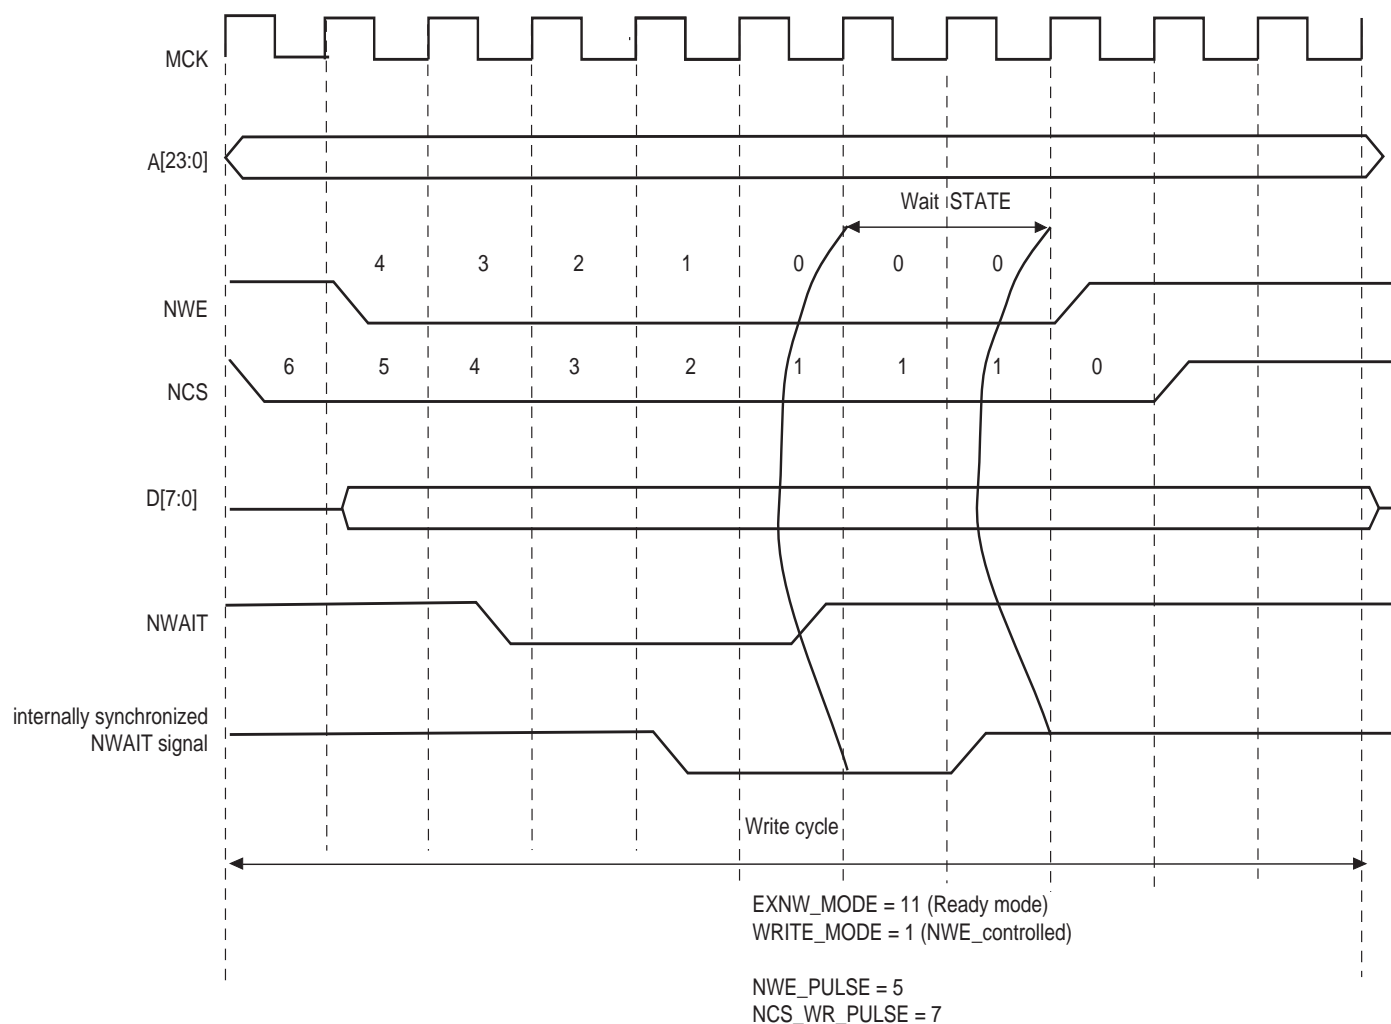 MCK
A[23:0]
Wait STATE
4 3 2 1 0 0 0
NWE
6 5 4 3 2 1 1 1 0
NCS
D[7:0]
NWAIT
internally synchronized
NWAIT signal
Write cycle
EXNW_MODE = 11 (Ready mode)
WRITE_MODE = 1 (NWE_controlled)
NWE_PULSE = 5
NCS_WR_PULSE = 7